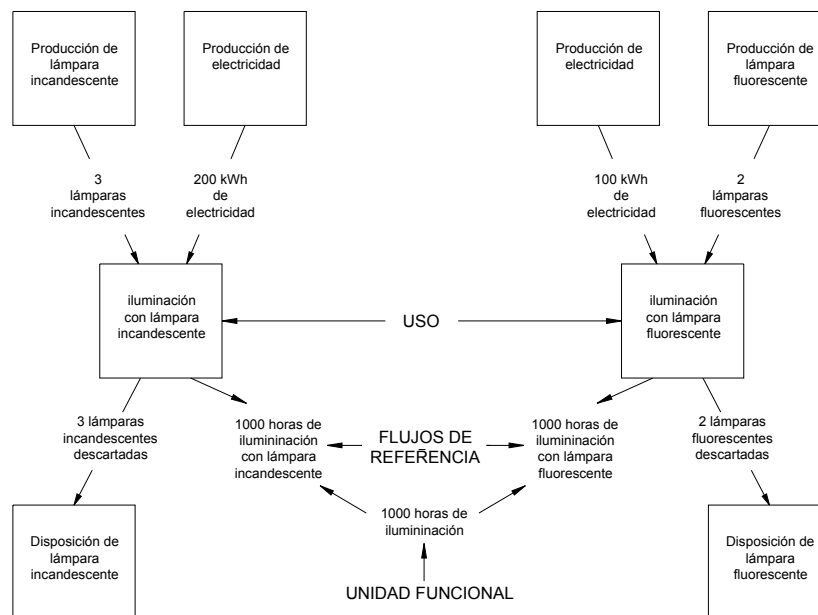 Producción de
lámpara
incandescente
Producción de
electricidad
Producción de
electricidad
Producción de
lámpara
fluorescente
3
lámparas
incandescentes
200 kWh
de
electricidad
100 kWh
de
electricidad
2
lámparas
fluorescentes
iluminación
con lámpara
incandescente
USO
iluminación
con lámpara
fluorescente
3 lámparas
incandescentes
descartadas
1000 horas de
ilumininación
con lámpara
incandescente
FLUJOS DE
REFERENCIA
1000 horas de
ilumininación
con lámpara
fluorescente
2 lámparas
fluorescentes
descartadas
1000 horas de
ilumininación
Disposición de
lámpara
incandescente
UNIDAD FUNCIONAL
Disposición de
lámpara
fluorescente